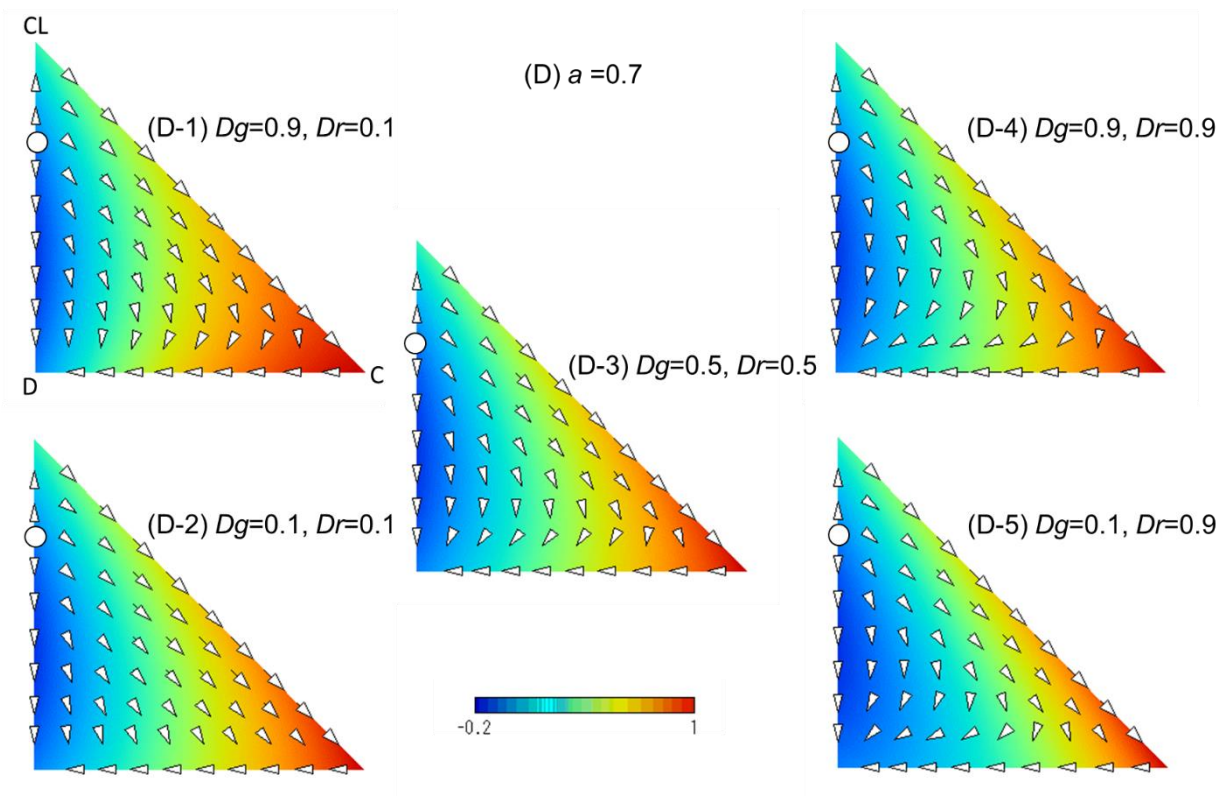 CL
(D) a =0.7
(D-1) Dg=0.9, Dr=0.1
(D-4) Dg=0.9, Dr=0.9
D
C
(D-3) Dg=0.5, Dr=0.5
(D-2) Dg=0.1, Dr=0.1
(D-5) Dg=0.1, Dr=0.9
-0.2
1